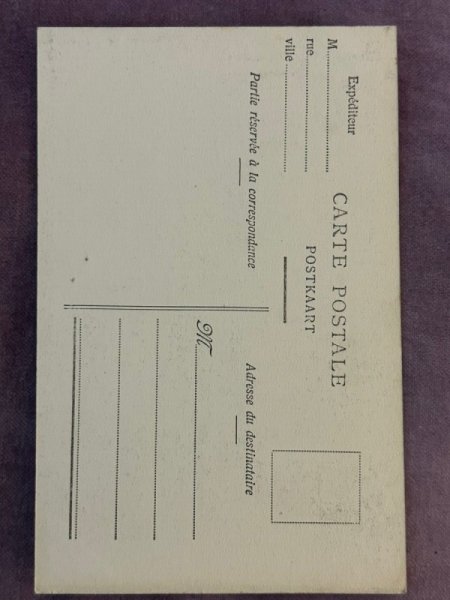 Expéditeur
M
rue
ville
CARTE POSTALE
POSTKAART
Partie réservée à la correspondance
Adresse du destinataire
M